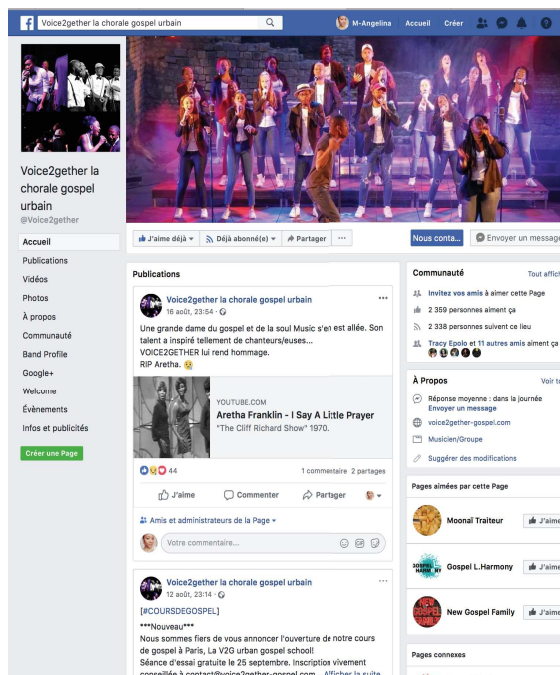 Voice2gether la chorale gospel urbain
M-Angelina Accueil Créer
Voice2gether la
chorale gospel
urbain
@Voice2gether
Accueil
Publications
Vidéos
Photos
À propos
Communauté
Band Profile
Google+
Welcome
Évènements
Infos et publicités
Créer une Page
J'aime déjà Déjà abonné(e) Partager ...
Nous conta... Envoyer un message
Publications
Voice2gether la chorale gospel urbain
16 août, 23:54
Une grande dame du gospel et de la soul Music s'en est allée. Son
talent a inspiré tellement de chanteurs/euses...
VOICE2GETHER lui rend hommage.
RIP Aretha.
YOUTUBE.COM
Aretha Franklin - I Say A Little Prayer
"The Cliff Richard Show" 1970.
44 1 commentaire 2 partages
J'aime Commenter Partager
Amis et administrateurs de la Page
Votre commentaire...
GIF
Voice2gether la chorale gospel urbain
12 août, 23:14
[#COURSDEGOSPEL]
***Nouveau***
Nous sommes fiers de vous annoncer l'ouverture de notre cours
de gospel à Paris, La V2G urban gospel school!
Séance d'essai gratuite le 25 septembre. Inscription vivement
conseillée à contact@voice2gether-gospel.com Afficher la suite
Communauté Tout affich
Invitez vos amis à aimer cette Page
2 359 personnes aiment ça
2 338 personnes suivent ce lieu
Tracy Epolo et 11 autres amis aiment ça
À Propos Voir to
Réponse moyenne : dans la journée
Envoyer un message
voice2gether-gospel.com
Musicien/Groupe
Suggérer des modifications
Pages aimées par cette Page
Moonaï Traiteur J'aime
GOSPEL
HARMONY
Gospel L.Harmony J'aime
NEW
GOSPEL
FAMILY
New Gospel Family J'aime
Pages connexes